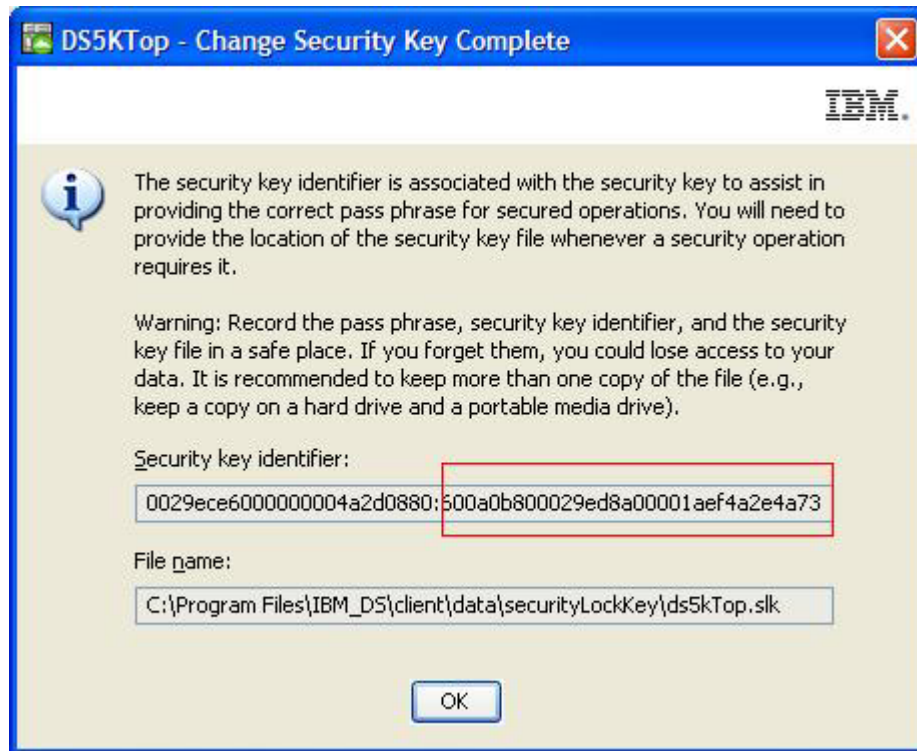 DS5KTop - Change Security Key Complete
IBM.
The security key identifier is associated with the security key to assist in
providing the correct pass phrase for secured operations. You will need to
provide the location of the security key file whenever a security operation
requires it.
Warning: Record the pass phrase, security key identifier, and the security
key file in a safe place. If you forget them, you could lose access to your
data. It is recommended to keep more than one copy of the file (e.g.,
keep a copy on a hard drive and a portable media drive).
Security key identifier:
0029ece6000000004a2d0880:600a0b800029ed8a00001aef4a2e4a73
File name:
C:\Program Files\IBM_DS\client\data\securityLockKey\ds5kTop.slk
OK